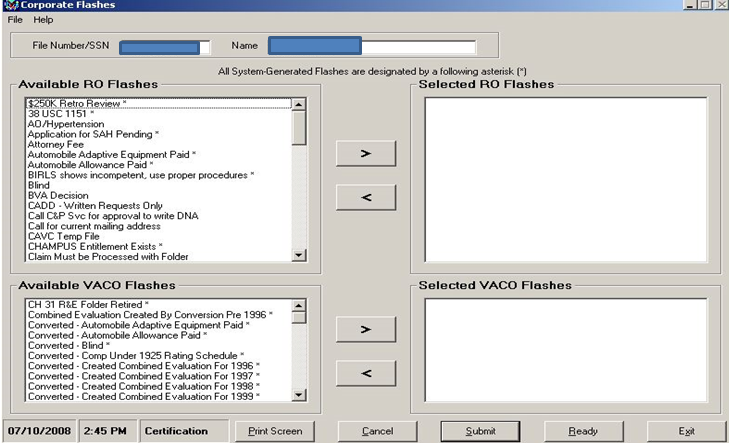 Corporate Flashes
File Help
File Number/SSN Name
All System-Generated Flashes are designated by a following asterisk (*)
Available RO Flashes Selected RO Flashes
$250K Retro Review *
38 USC 1151 *
AO/Hypertension
Application for SAH Pending *
Attorney Fee
Automobile Adaptive Equipment Paid *
Automobile Allowance Paid *
BIRLS shows incompetent, use proper procedures *
Blind
BVA Decision
CADD - Written Requests Only
Call C&P Svc for approval to write DNA
Call for current mailing address
CAVC Temp File
CHAMPUS Entitlement Exists *
Claim Must be Processed with Folder
>
<
Available VACO Flashes Selected VACO Flashes
CH 31 R&E Folder Retired *
Combined Evaluation Created By Conversion Pre 1996 *
Converted - Automobile Adaptive Equipment Paid *
Converted - Automobile Allowance Paid *
Converted - Blind *
Converted - Comp Under 1925 Rating Schedule *
Converted - Created Combined Evaluation For 1996 *
Converted - Created Combined Evaluation For 1997 *
Converted - Created Combined Evaluation For 1998 *
Converted - Created Combined Evaluation For 1999 *
>
<
07/10/2008 2:45 PM Certification Print Screen Cancel Submit Ready Exit